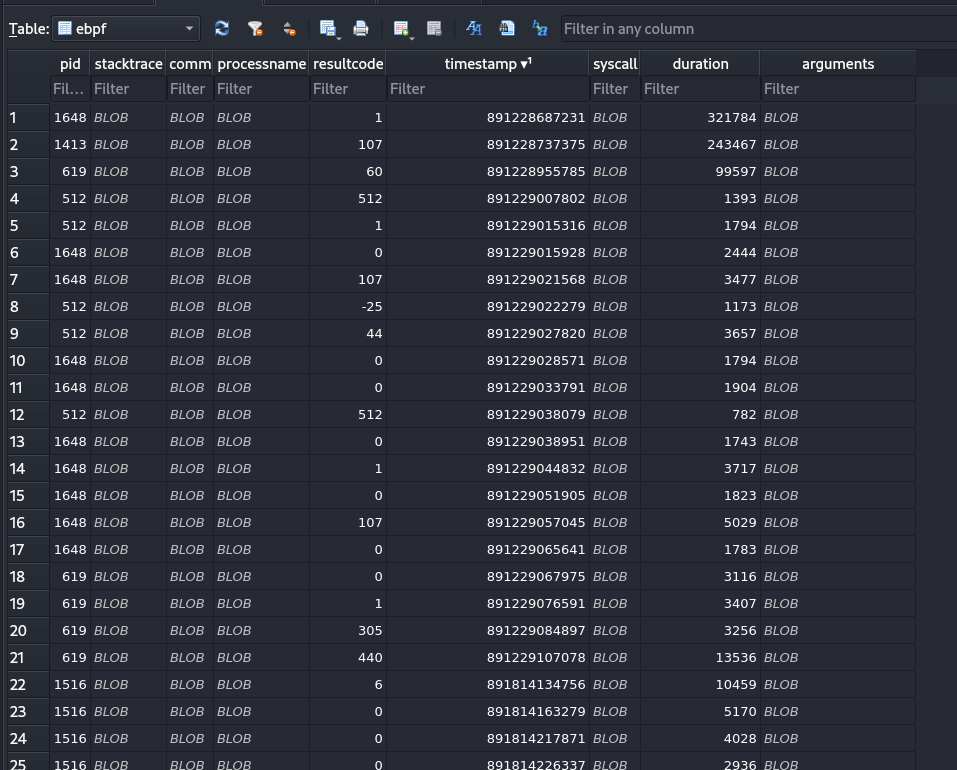 Table: ebpf Filter in any column
pid stacktrace comm processname resultcode timestamp ▼¹ syscall duration arguments
Fil... Filter Filter Filter Filter Filter Filter Filter Filter
1 1648 BLOB BLOB BLOB 1 891228687231 BLOB 321784 BLOB
2 1413 BLOB BLOB BLOB 107 891228737375 BLOB 243467 BLOB
3 619 BLOB BLOB BLOB 60 891228955785 BLOB 99597 BLOB
4 512 BLOB BLOB BLOB 512 891229007802 BLOB 1393 BLOB
5 512 BLOB BLOB BLOB 1 891229015316 BLOB 1794 BLOB
6 1648 BLOB BLOB BLOB 0 891229015928 BLOB 2444 BLOB
7 1648 BLOB BLOB BLOB 107 891229021568 BLOB 3477 BLOB
8 512 BLOB BLOB BLOB -25 891229022279 BLOB 1173 BLOB
9 512 BLOB BLOB BLOB 44 891229027820 BLOB 3657 BLOB
10 1648 BLOB BLOB BLOB 0 891229028571 BLOB 1794 BLOB
11 1648 BLOB BLOB BLOB 0 891229033791 BLOB 1904 BLOB
12 512 BLOB BLOB BLOB 512 891229038079 BLOB 782 BLOB
13 1648 BLOB BLOB BLOB 0 891229038951 BLOB 1743 BLOB
14 1648 BLOB BLOB BLOB 1 891229044832 BLOB 3717 BLOB
15 1648 BLOB BLOB BLOB 0 891229051905 BLOB 1823 BLOB
16 1648 BLOB BLOB BLOB 107 891229057045 BLOB 5029 BLOB
17 1648 BLOB BLOB BLOB 0 891229065641 BLOB 1783 BLOB
18 619 BLOB BLOB BLOB 0 891229067975 BLOB 3116 BLOB
19 619 BLOB BLOB BLOB 1 891229076591 BLOB 3407 BLOB
20 619 BLOB BLOB BLOB 305 891229084897 BLOB 3256 BLOB
21 619 BLOB BLOB BLOB 440 891229107078 BLOB 13536 BLOB
22 1516 BLOB BLOB BLOB 6 891814134756 BLOB 10459 BLOB
23 1516 BLOB BLOB BLOB 0 891814163279 BLOB 5170 BLOB
24 1516 BLOB BLOB BLOB 0 891814217871 BLOB 4028 BLOB
25 1516 BLOB BLOB BLOB 0 891814226337 BLOB 2936 BLOB